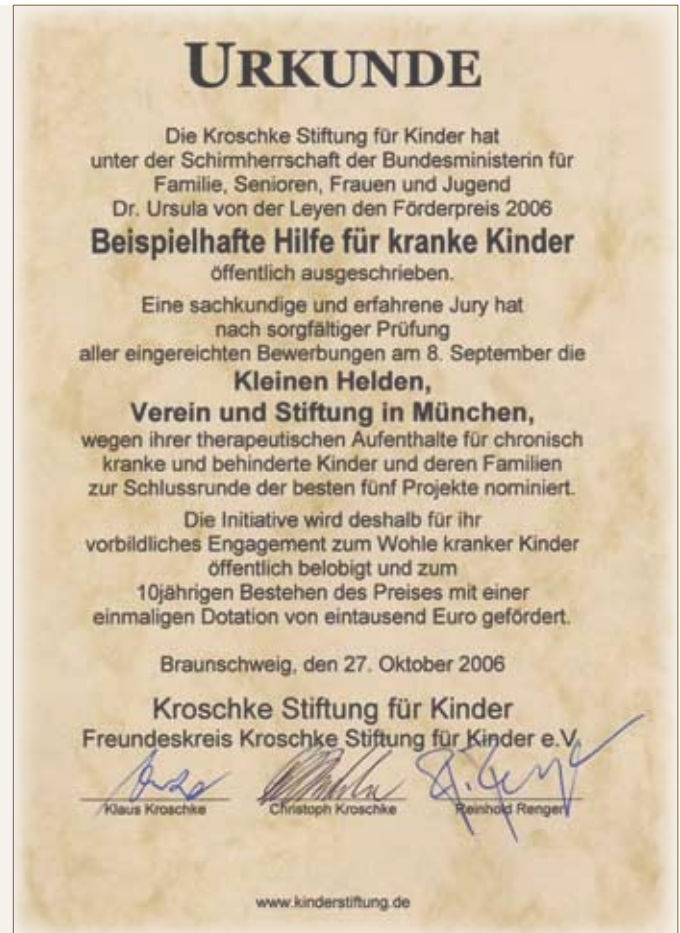 URKUNDE
Die Kroschke Stiftung für Kinder hat
unter der Schirmherrschaft der Bundesministerin für
Familie, Senioren, Frauen und Jugend
Dr. Ursula von der Leyen den Förderpreis 2006
Beispielhafte Hilfe für kranke Kinder
öffentlich ausgeschrieben.
Eine sachkundige und erfahrene Jury hat
nach sorgfältiger Prüfung
aller eingereichten Bewerbungen am 8. September die
Kleinen Helden,
Verein und Stiftung in München,
wegen ihrer therapeutischen Aufenthalte für chronisch
kranke und behinderte Kinder und deren Familien
zur Schlussrunde der besten fünf Projekte nominiert.
Die Initiative wird deshalb für ihr
vorbildliches Engagement zum Wohle kranker Kinder
öffentlich belobigt und zum
10jährigen Bestehen des Preises mit einer
einmaligen Dotation von eintausend Euro gefördert.
Braunschweig, den 27. Oktober 2006
Kroschke Stiftung für Kinder
Freundeskreis Kroschke Stiftung für Kinder e.V.
Klaus Kroschke Christoph Kroschke Reinhold Renger
www.kinderstiftung.de